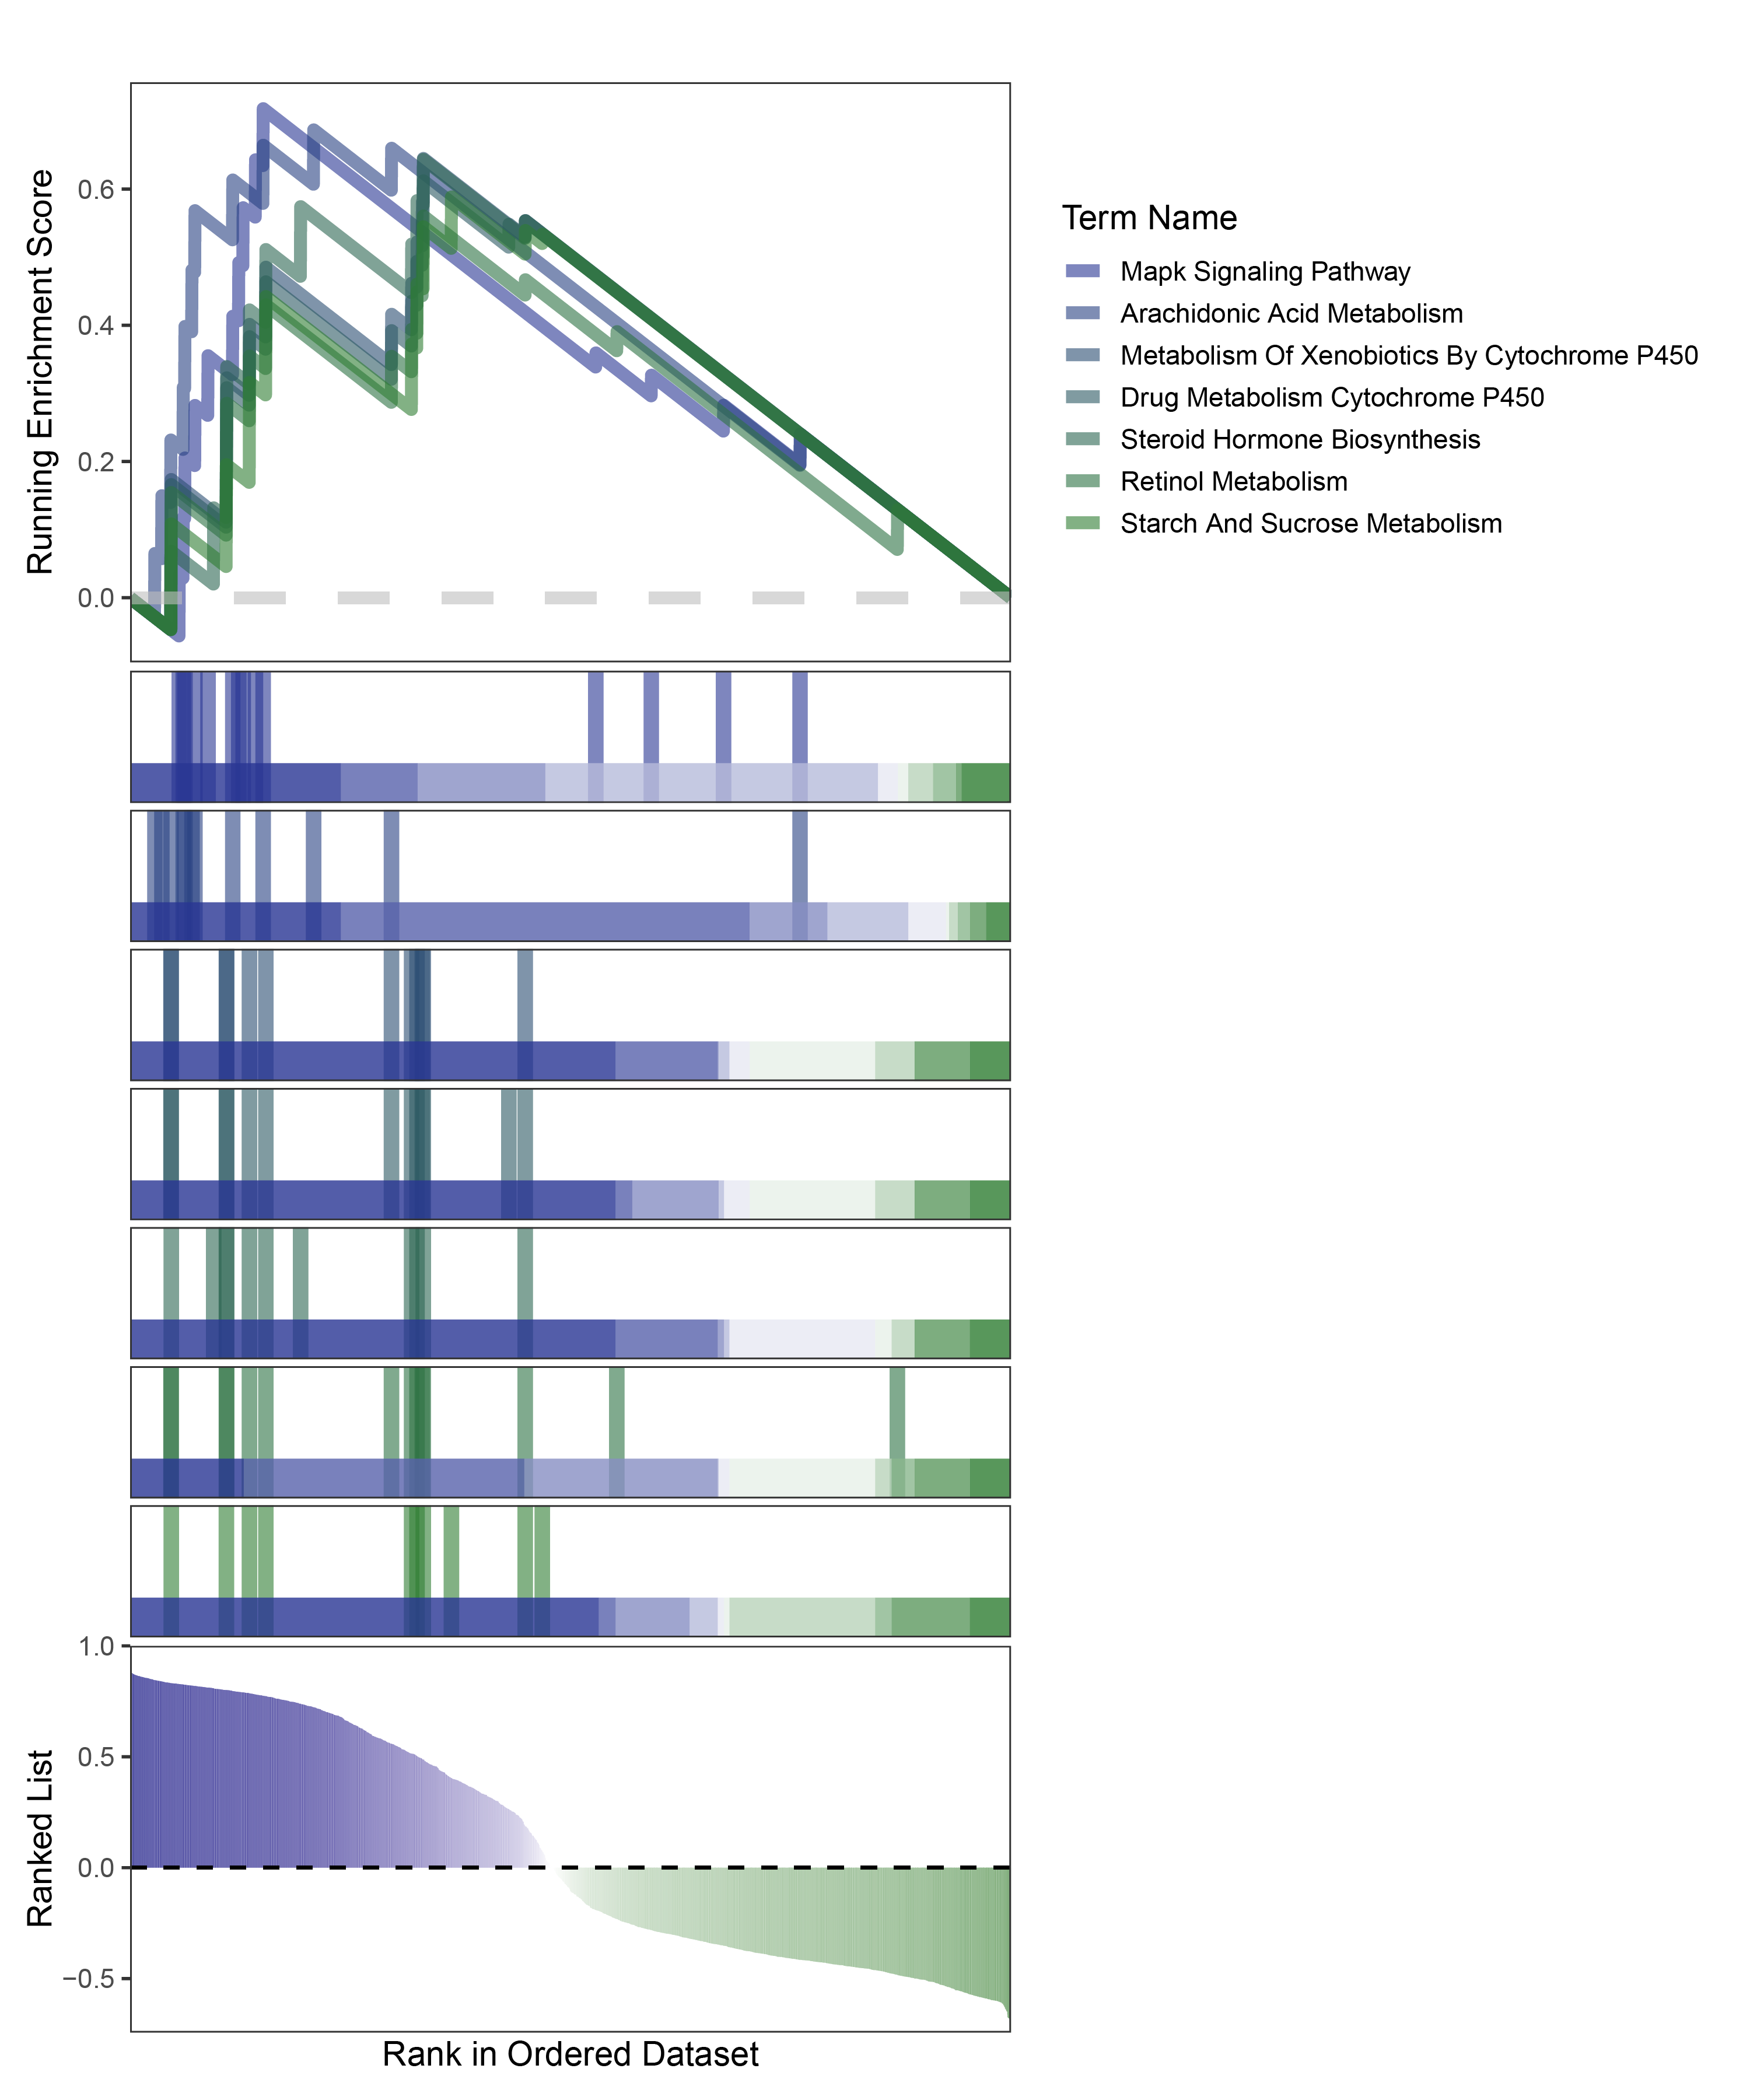 Running Enrichment Score
0.6
0.4
0.2
0.0
Term Name
Mapk Signaling Pathway
Arachidonic Acid Metabolism
Metabolism Of Xenobiotics By Cytochrome P450
Drug Metabolism Cytochrome P450
Steroid Hormone Biosynthesis
Retinol Metabolism
Starch And Sucrose Metabolism
Ranked List
1.0
0.5
0.0
−0.5
Rank in Ordered Dataset